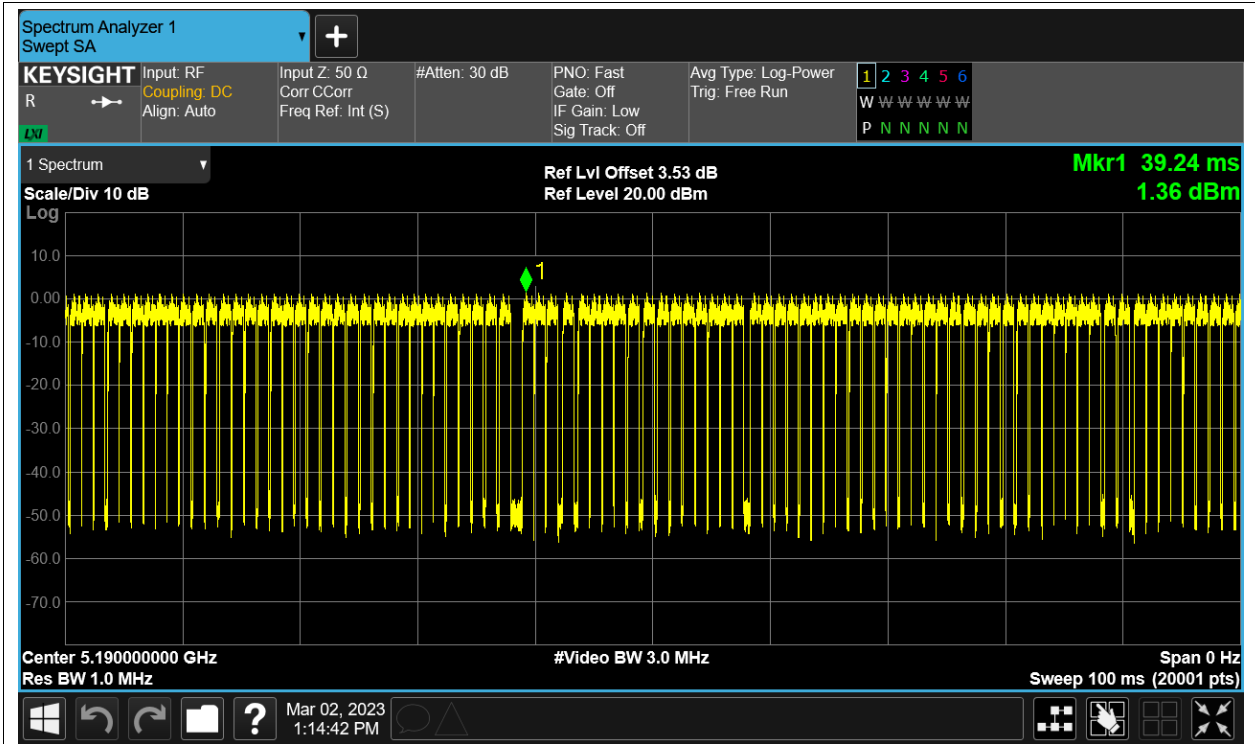 Spectrum Analyzer 1
Swept SA
KEYSIGHT
R
LXI
Input: RF
Coupling: DC
Align: Auto
Input Z: 50 Ω
Corr CCorr
Freq Ref: Int (S)
#Atten: 30 dB
PNO: Fast
Gate: Off
IF Gain: Low
Sig Track: Off
Avg Type: Log-Power
Trig: Free Run
1 2 3 4 5 6
W W W W W W
P N N N N N
1 Spectrum
Scale/Div 10 dB
Log
Ref Lvl Offset 3.53 dB
Ref Level 20.00 dBm
Mkr1 39.24 ms
1.36 dBm
1
10.0
0.00
-10.0
-20.0
-30.0
-40.0
-50.0
-60.0
-70.0
Center 5.190000000 GHz
Res BW 1.0 MHz
#Video BW 3.0 MHz
Span 0 Hz
Sweep 100 ms (20001 pts)
?
Mar 02, 2023
1:14:42 PM